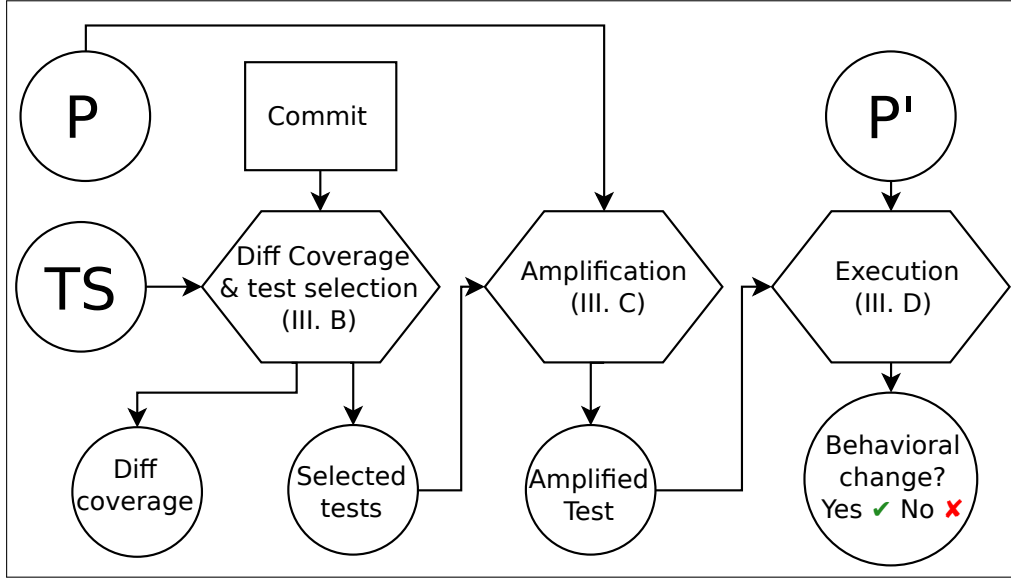 P
Commit
P'
TS
Diff Coverage
& test selection
(III. B)
Amplification
(III. C)
Execution
(III. D)
Diff
coverage
Selected
tests
Amplified
Test
Behavioral
change?
Yes ✔ No ✘